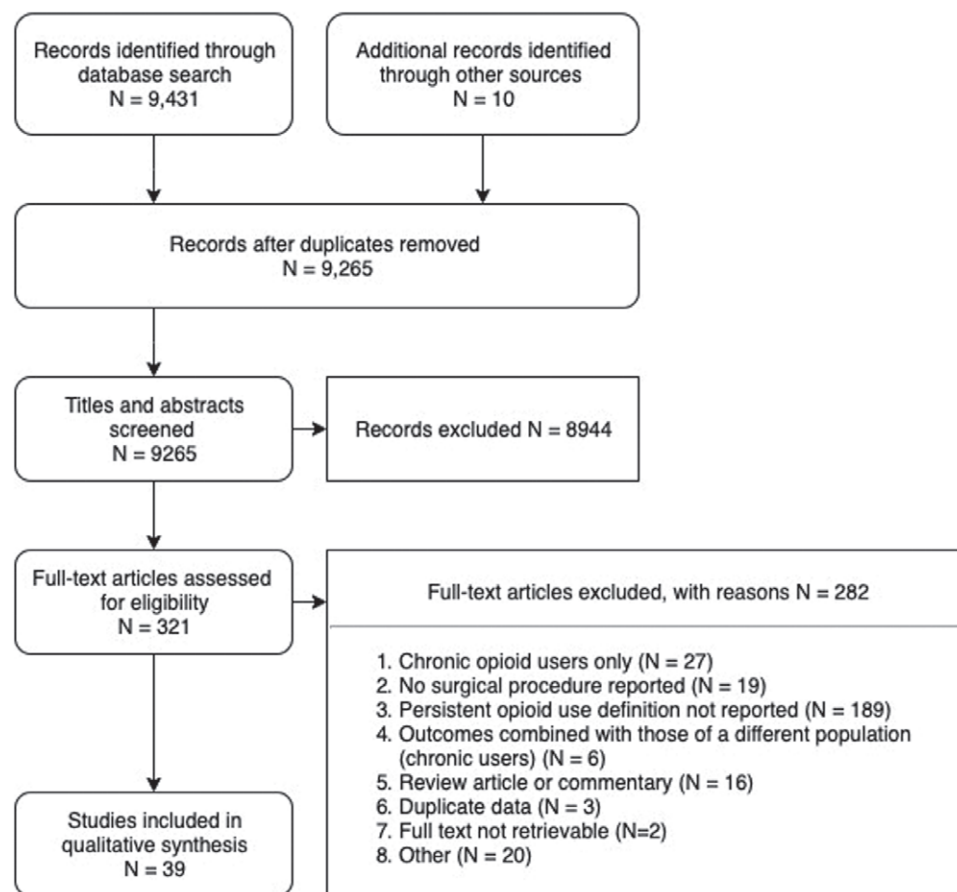 Records identified through
database search
N = 9,431
Additional records identified
through other sources
N = 10
Records after duplicates removed
N = 9,265
Titles and abstracts
screened
N = 9265
Records excluded N = 8944
Full-text articles assessed
for eligibility
N = 321
Full-text articles excluded, with reasons N = 282
1. Chronic opioid users only (N = 27)
2. No surgical procedure reported (N = 19)
3. Persistent opioid use definition not reported (N = 189)
4. Outcomes combined with those of a different population
(chronic users) (N = 6)
5. Review article or commentary (N = 16)
6. Duplicate data (N = 3)
7. Full text not retrievable (N=2)
8. Other (N = 20)
Studies included in
qualitative synthesis
N = 39